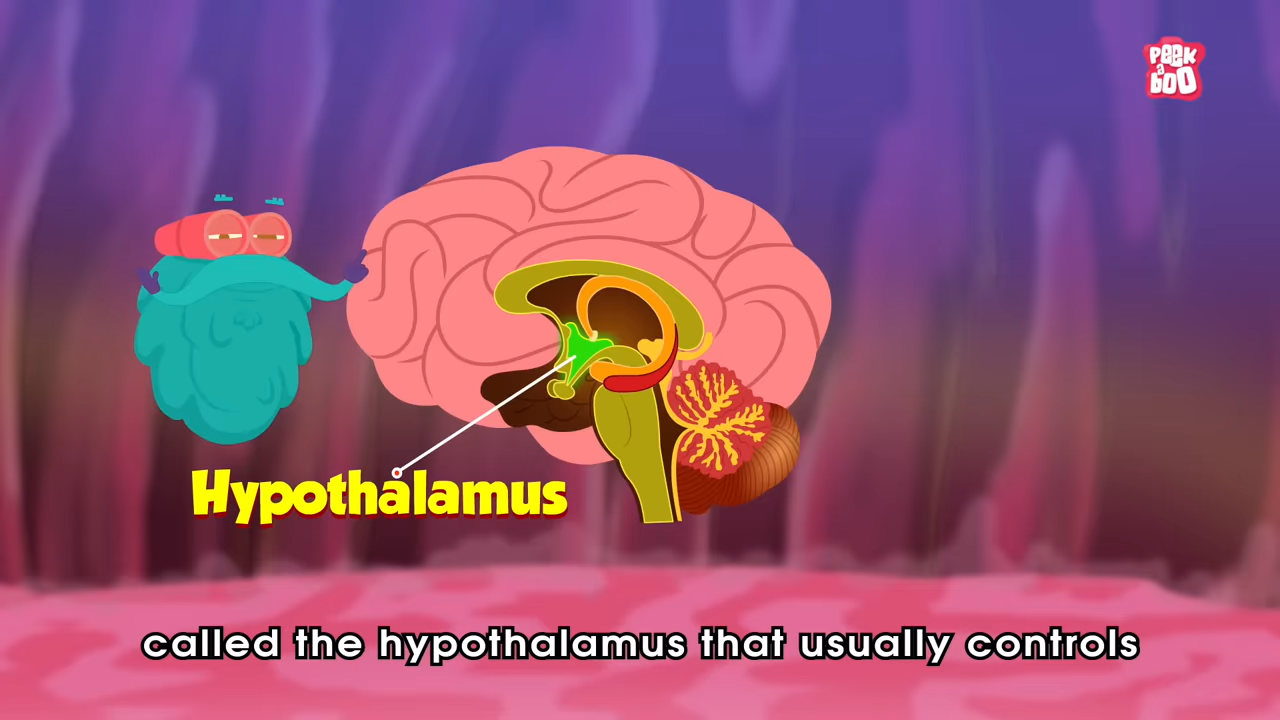 PEEK
a
BOO
Hypothalamus
called the hypothalamus that usually controls